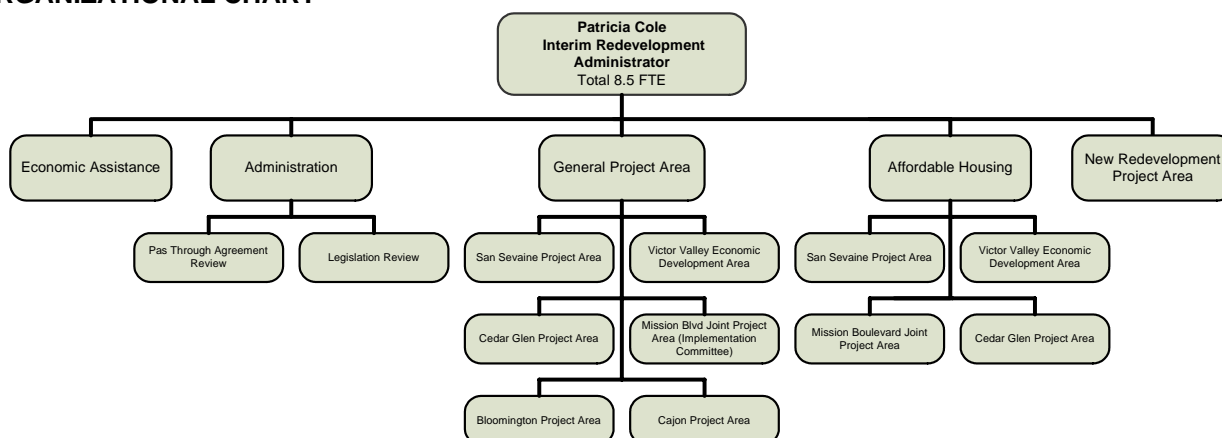 Patricia Cole
Interim Redevelopment
Administrator
Total 8.5 FTE
Economic Assistance
Administration
General Project Area
Affordable Housing
New Redevelopment
Project Area
Pas Through Agreement
Review
Legislation Review
San Sevaine Project Area
Victor Valley Economic
Development Area
San Sevaine Project Area
Victor Valley Economic
Development Area
Cedar Glen Project Area
Mission Blvd Joint Project
Area (Implementation
Committee)
Mission Boulevard Joint
Project Area
Cedar Glen Project Area
Bloomington Project Area
Cajon Project Area